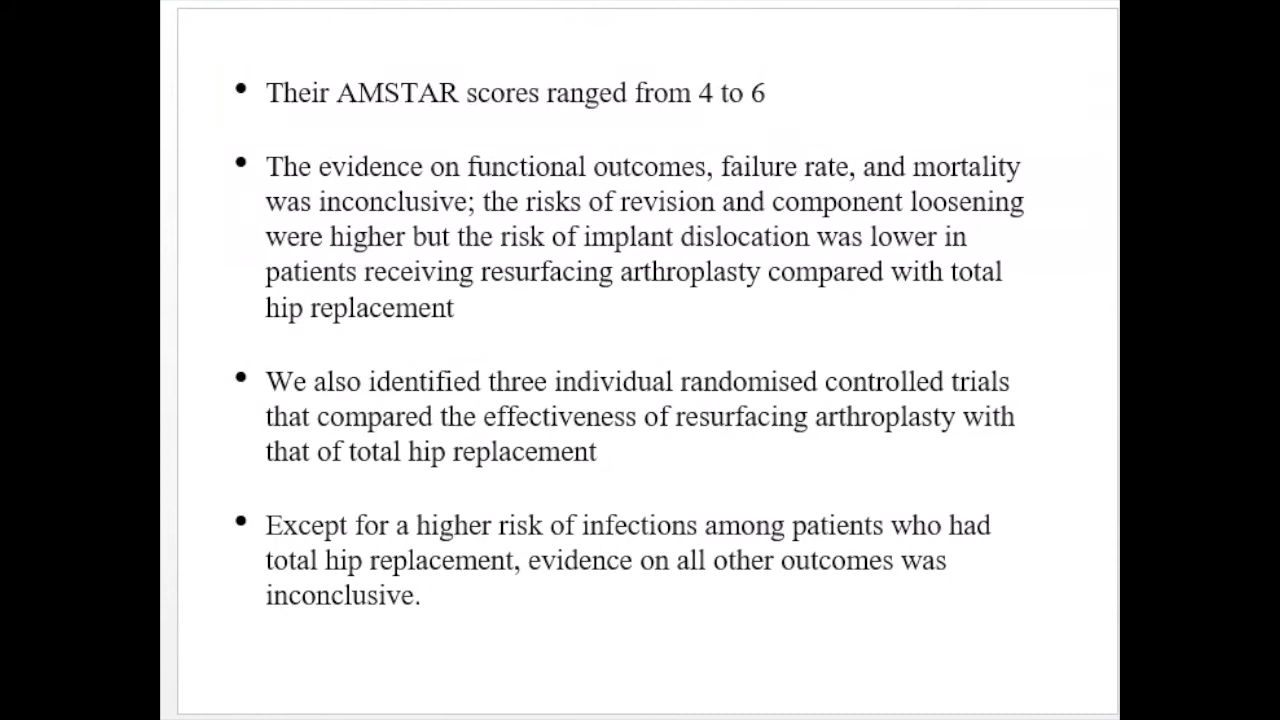 • Their AMSTAR scores ranged from 4 to 6
• The evidence on functional outcomes, failure rate, and mortality
was inconclusive; the risks of revision and component loosening
were higher but the risk of implant dislocation was lower in
patients receiving resurfacing arthroplasty compared with total
hip replacement
• We also identified three individual randomised controlled trials
that compared the effectiveness of resurfacing arthroplasty with
that of total hip replacement
• Except for a higher risk of infections among patients who had
total hip replacement, evidence on all other outcomes was
inconclusive.